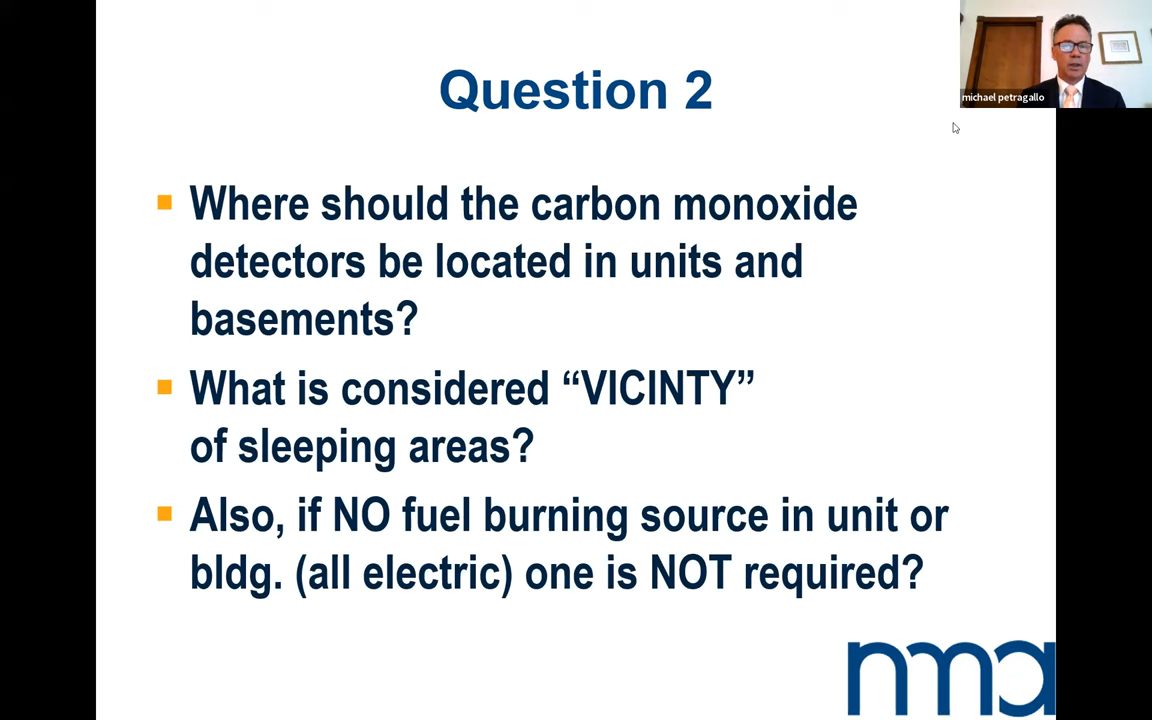 Question 2
michael petragallo
Where should the carbon monoxide
detectors be located in units and
basements?
What is considered “VICINTY”
of sleeping areas?
Also, if NO fuel burning source in unit or
bldg. (all electric) one is NOT required?
nma